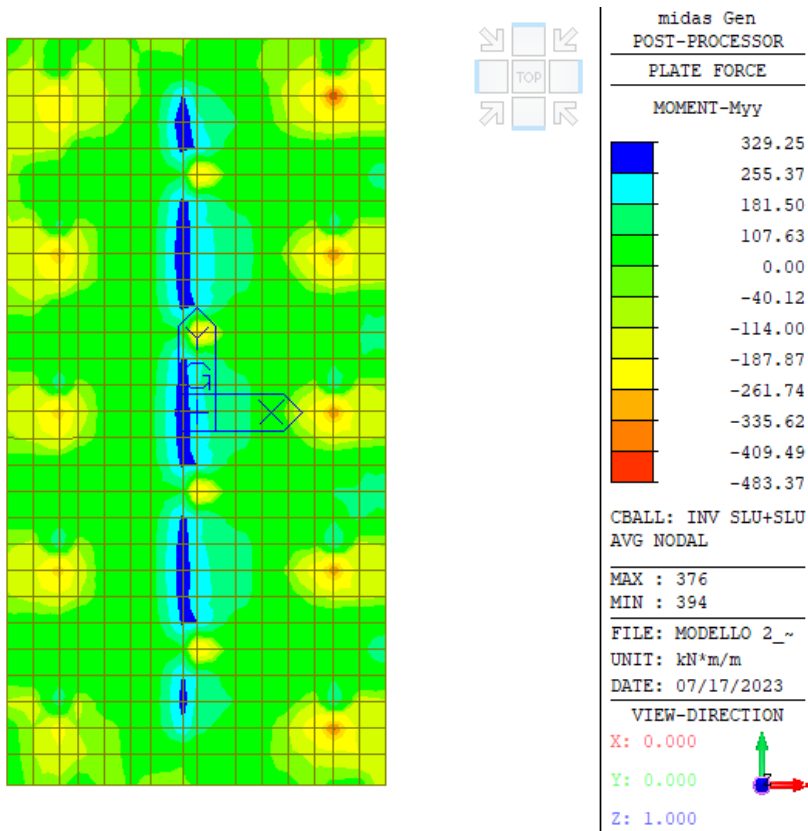 midas Gen
POST-PROCESSOR
PLATE FORCE
MOMENT-Myy
TOP
329.25
255.37
181.50
107.63
0.00
-40.12
-114.00
-187.87
-261.74
-335.62
-409.49
-483.37
Y
G
X
CBALL: INV SLU+SLU
AVG NODAL
MAX : 376
MIN : 394
FILE: MODELLO 2_~
UNIT: kN*m/m
DATE: 07/17/2023
VIEW-DIRECTION
X: 0.000
Y: 0.000
Z: 1.000
Z